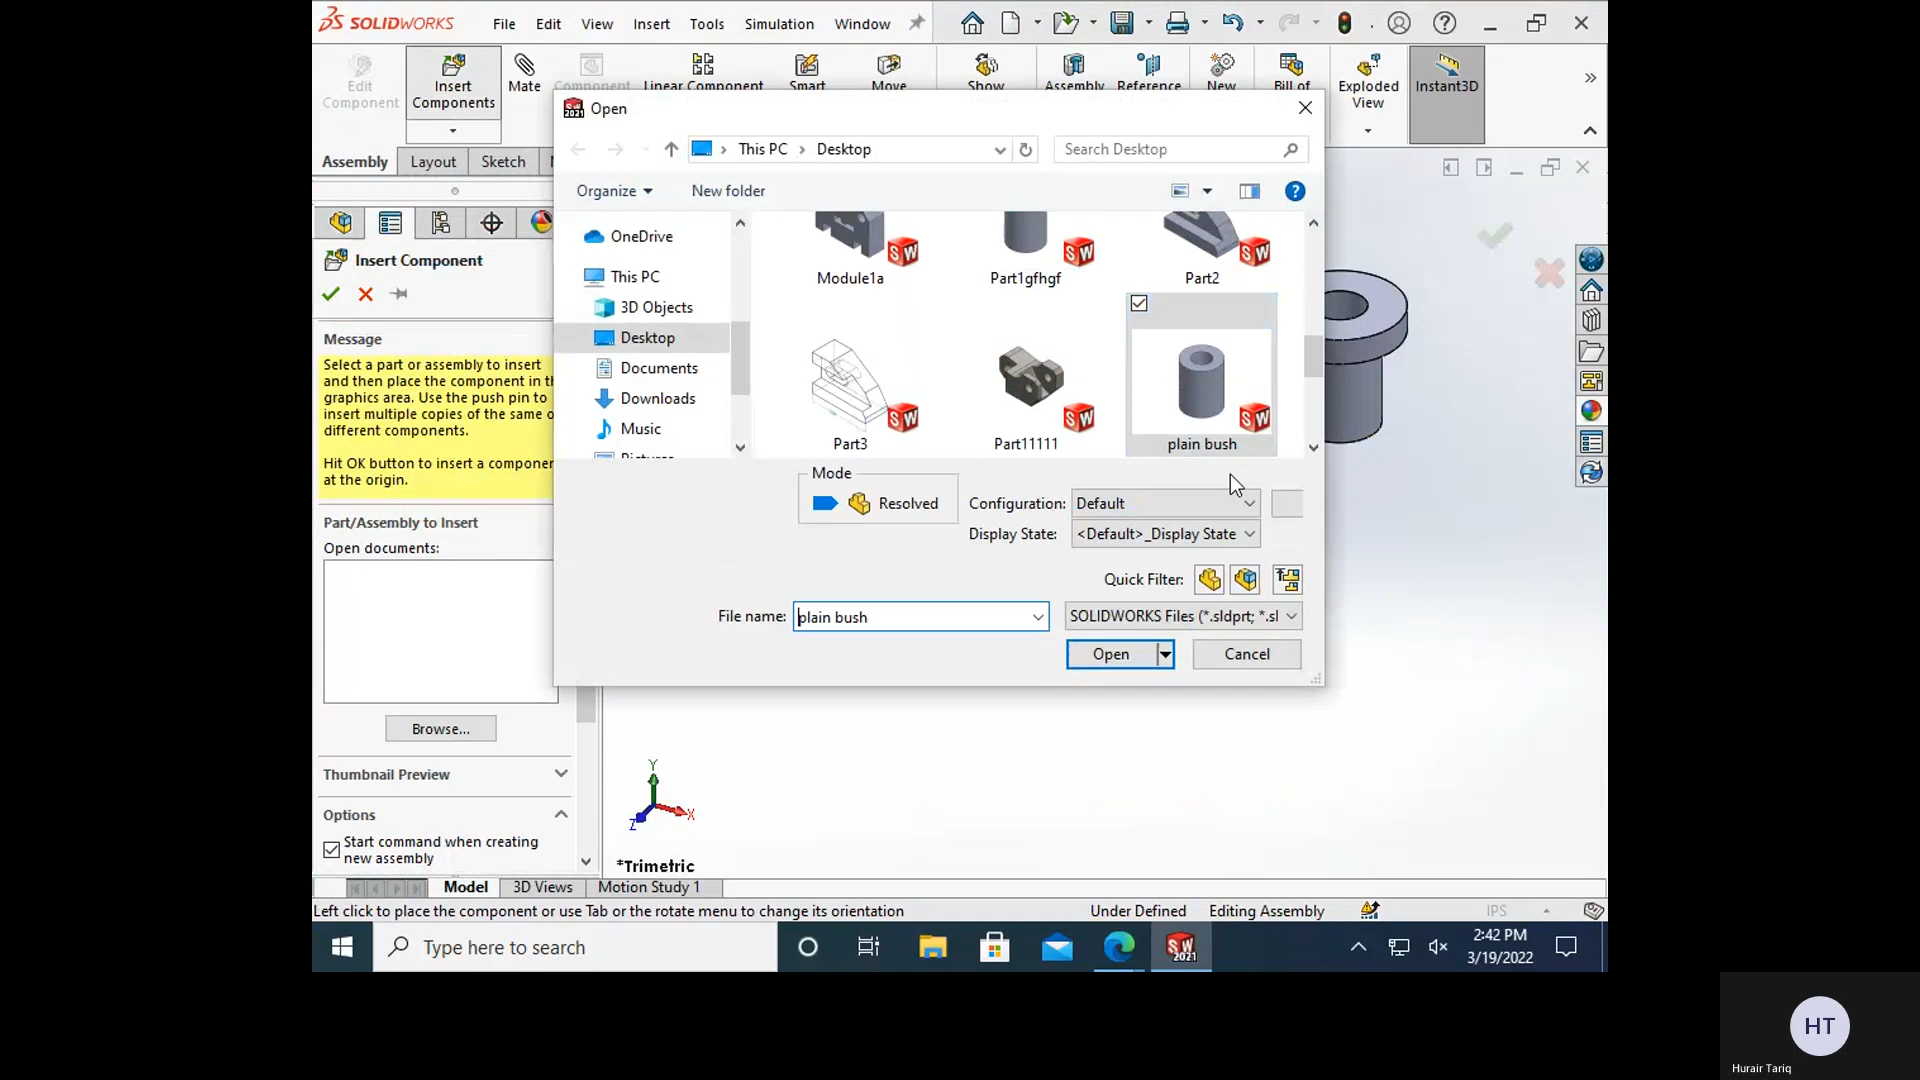 SOLIDWORKS File Edit View Insert Tools Simulation Window
Edit Component
Insert Components
Mate
Component
Linear Component
Smart
Move
Show
Assembly
Reference
New
Bill of
Exploded View
Instant3D
Assembly Layout Sketch
Open
This PC > Desktop
Search Desktop
Organize New folder
OneDrive
This PC
3D Objects
Desktop
Documents
Downloads
Music
Pictures
Module1a
Part1gfhgf
Part2
Part3
Part11111
plain bush
Mode
Resolved
Configuration: Default
Display State: <Default>_Display State
Quick Filter:
File name: plain bush
SOLIDWORKS Files (*.sldprt; *.sl
Open
Cancel
Insert Component
Message
Select a part or assembly to insert
and then place the component in th
graphics area. Use the push pin to
insert multiple copies of the same o
different components.
Hit OK button to insert a componen
at the origin.
Part/Assembly to Insert
Open documents:
Browse...
Thumbnail Preview
Options
Start command when creating
new assembly
Y
X
Z
*Trimetric
Model 3D Views Motion Study 1
Left click to place the component or use Tab or the rotate menu to change its orientation
Under Defined
Editing Assembly
IPS
Type here to search
SW 2021
2:42 PM
3/19/2022
HT
Hurair Tariq